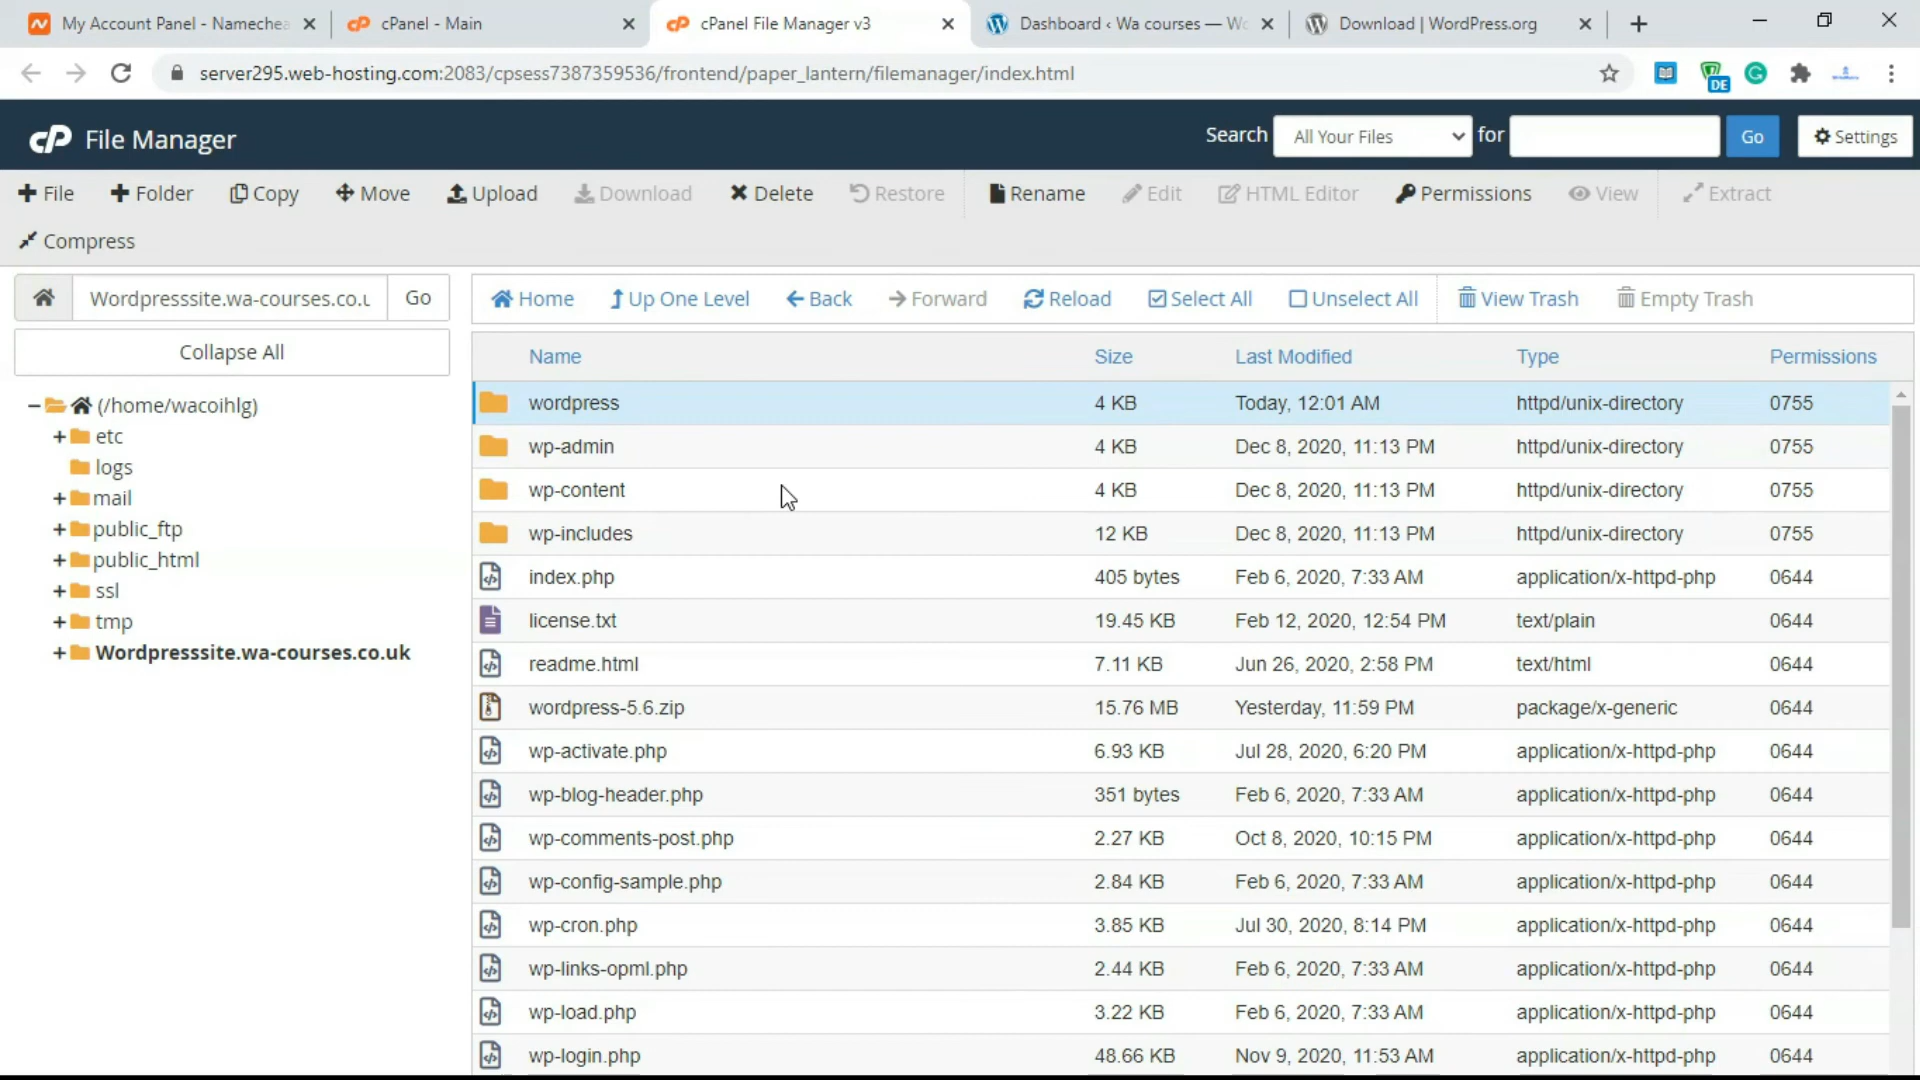 My Account Panel - Namechea
cPanel - Main
cPanel File Manager v3
Dashboard ‹ Wa courses — Wo
Download | WordPress.org
server295.web-hosting.com:2083/cpsess7387359536/frontend/paper_lantern/filemanager/index.html
DE
cP File Manager
Search All Your Files for Go Settings
File Folder Copy Move Upload Download Delete Restore Rename Edit HTML Editor Permissions View Extract
Compress
Wordpresssite.wa-courses.co.u Go
Home Up One Level Back Forward Reload Select All Unselect All View Trash Empty Trash
Collapse All
(/home/wacoihlg)
etc
logs
mail
public_ftp
public_html
ssl
tmp
Wordpresssite.wa-courses.co.uk
Name Size Last Modified Type Permissions
wordpress 4 KB Today, 12:01 AM httpd/unix-directory 0755
wp-admin 4 KB Dec 8, 2020, 11:13 PM httpd/unix-directory 0755
wp-content 4 KB Dec 8, 2020, 11:13 PM httpd/unix-directory 0755
wp-includes 12 KB Dec 8, 2020, 11:13 PM httpd/unix-directory 0755
index.php 405 bytes Feb 6, 2020, 7:33 AM application/x-httpd-php 0644
license.txt 19.45 KB Feb 12, 2020, 12:54 PM text/plain 0644
readme.html 7.11 KB Jun 26, 2020, 2:58 PM text/html 0644
wordpress-5.6.zip 15.76 MB Yesterday, 11:59 PM package/x-generic 0644
wp-activate.php 6.93 KB Jul 28, 2020, 6:20 PM application/x-httpd-php 0644
wp-blog-header.php 351 bytes Feb 6, 2020, 7:33 AM application/x-httpd-php 0644
wp-comments-post.php 2.27 KB Oct 8, 2020, 10:15 PM application/x-httpd-php 0644
wp-config-sample.php 2.84 KB Feb 6, 2020, 7:33 AM application/x-httpd-php 0644
wp-cron.php 3.85 KB Jul 30, 2020, 8:14 PM application/x-httpd-php 0644
wp-links-opml.php 2.44 KB Feb 6, 2020, 7:33 AM application/x-httpd-php 0644
wp-load.php 3.22 KB Feb 6, 2020, 7:33 AM application/x-httpd-php 0644
wp-login.php 48.66 KB Nov 9, 2020, 11:53 AM application/x-httpd-php 0644